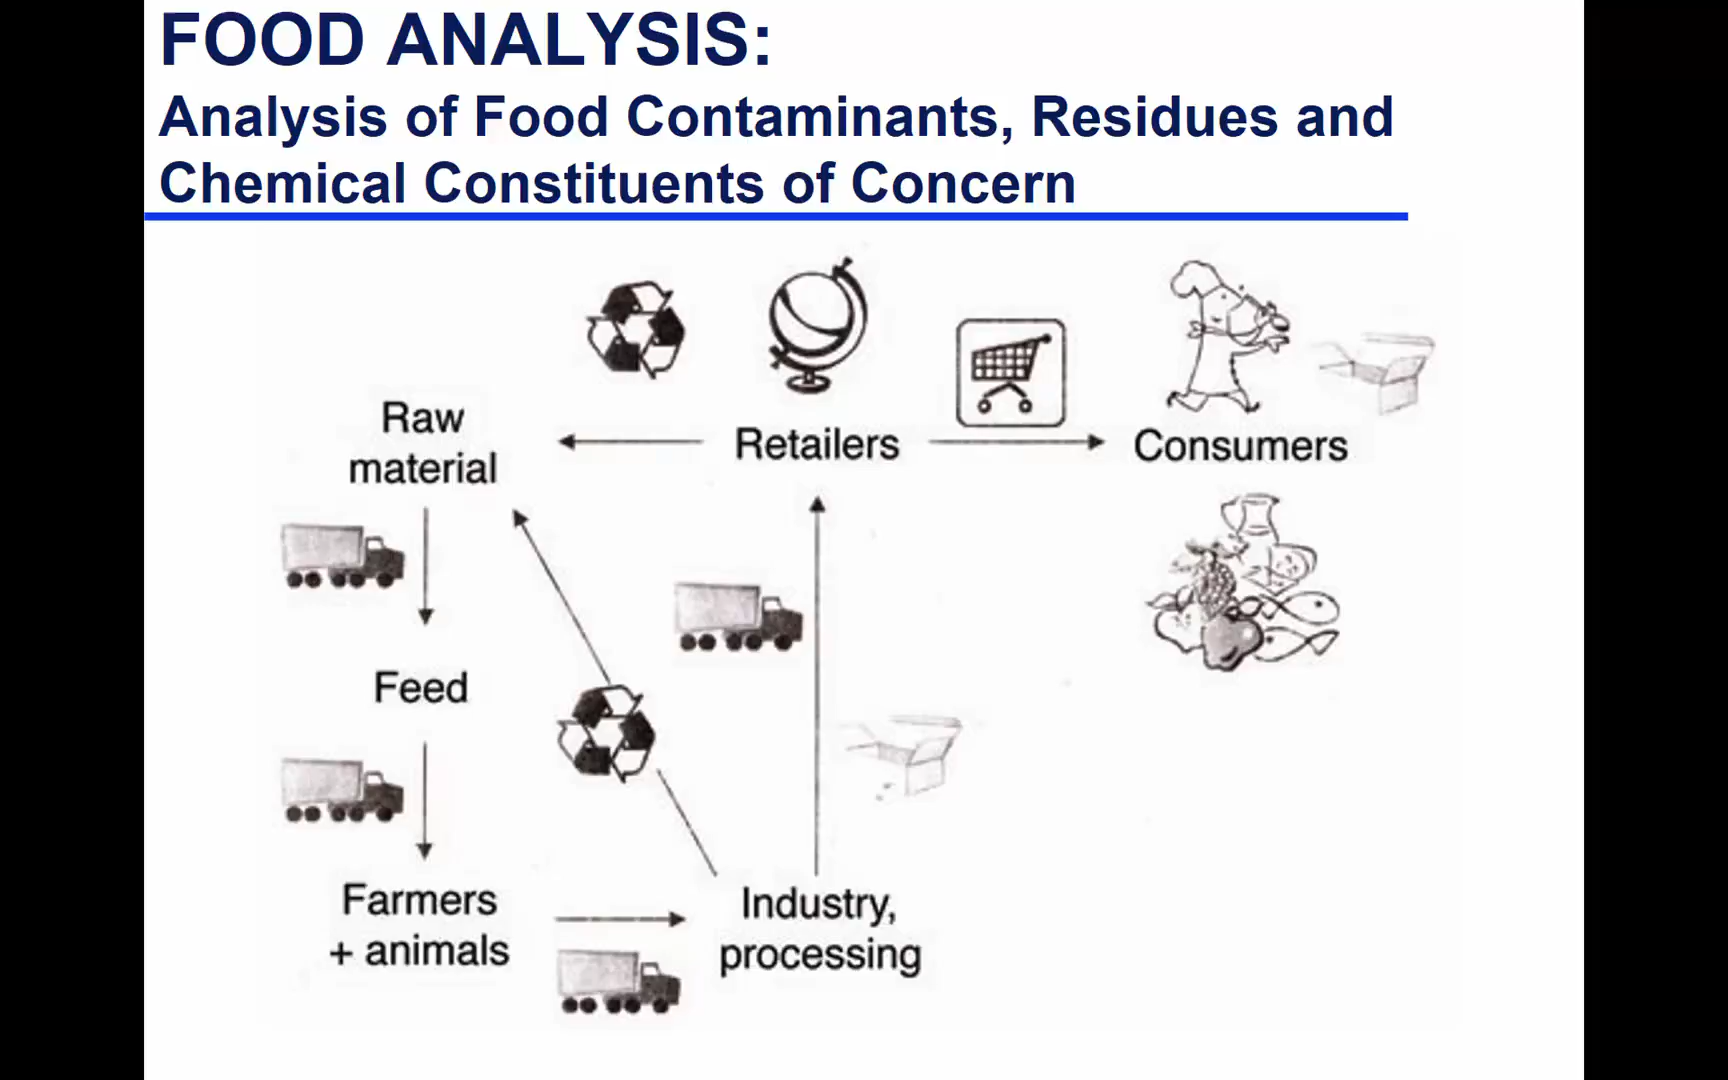 FOOD ANALYSIS:
Analysis of Food Contaminants, Residues and
Chemical Constituents of Concern
Raw
material
Retailers
Consumers
Feed
Farmers
+ animals
Industry,
processing